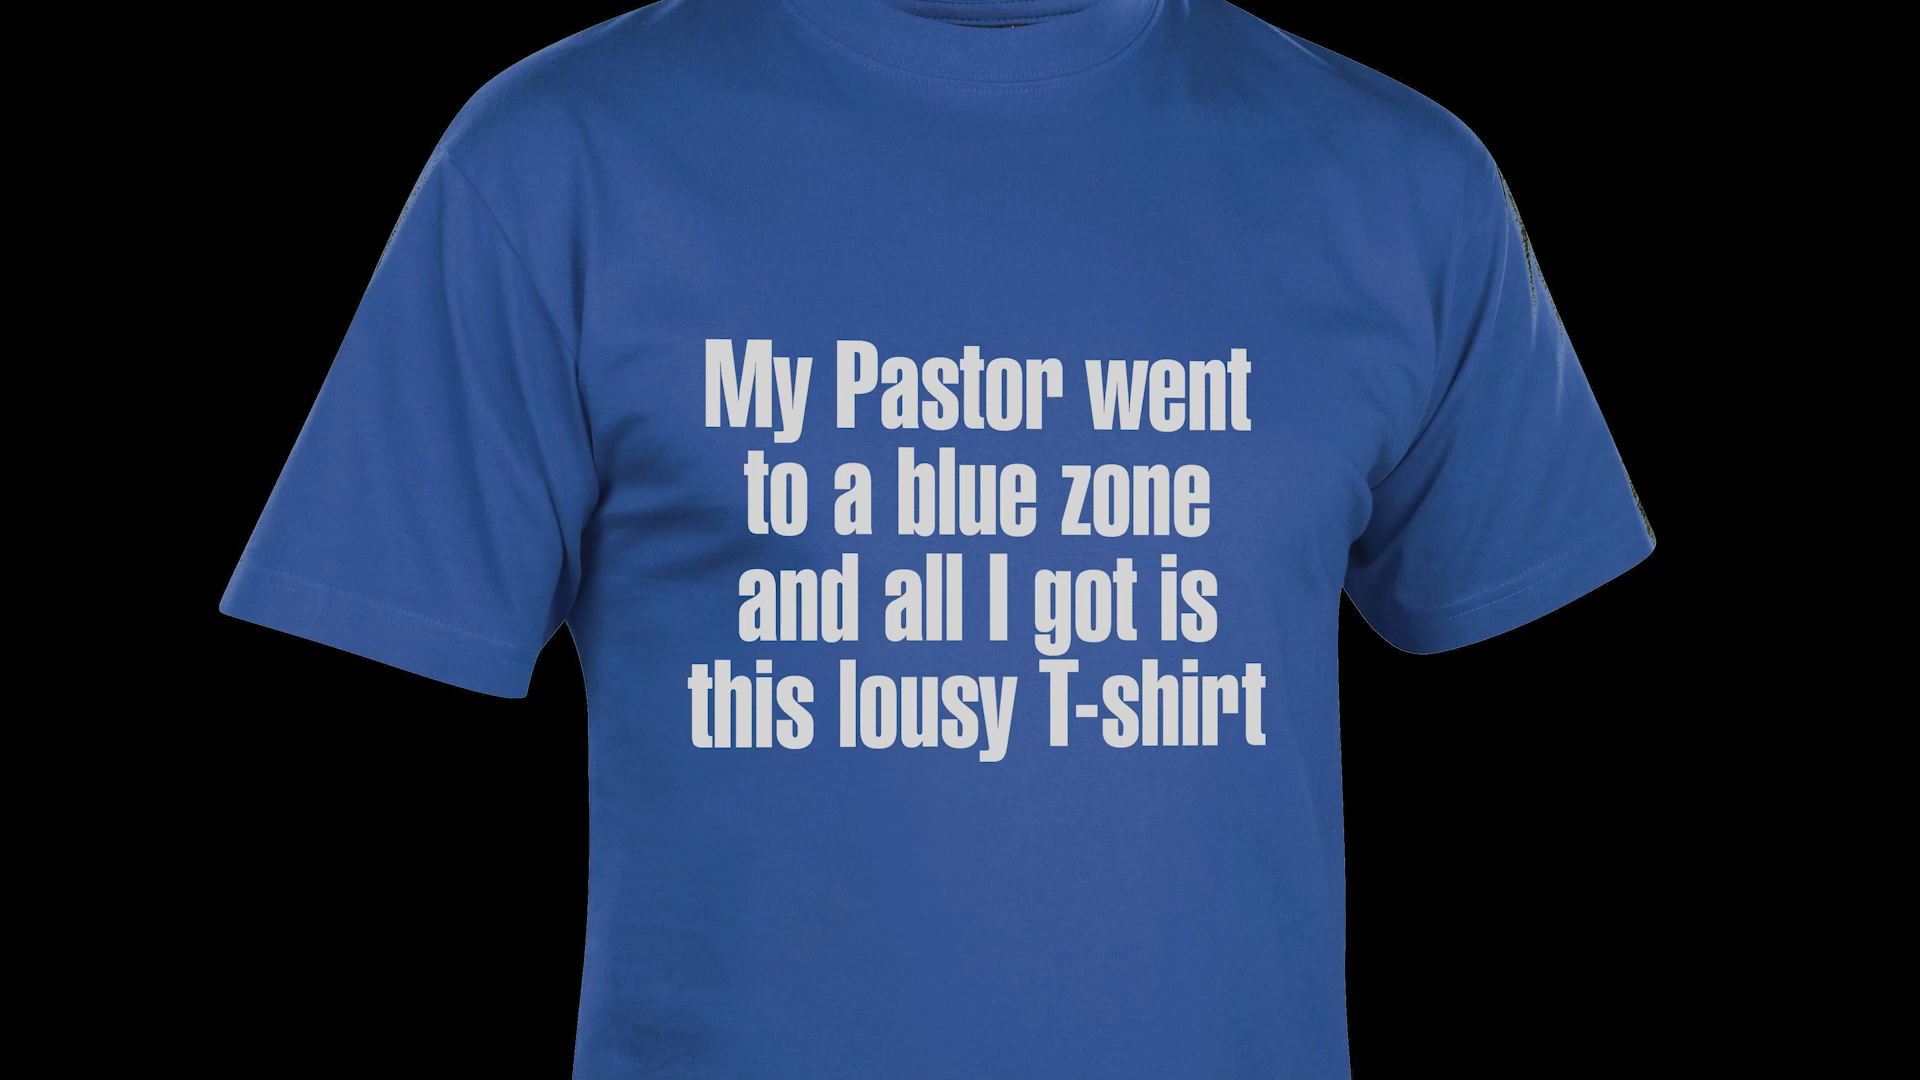 My Pastor went
to a blue zone
and all I got is
this lousy T-shirt